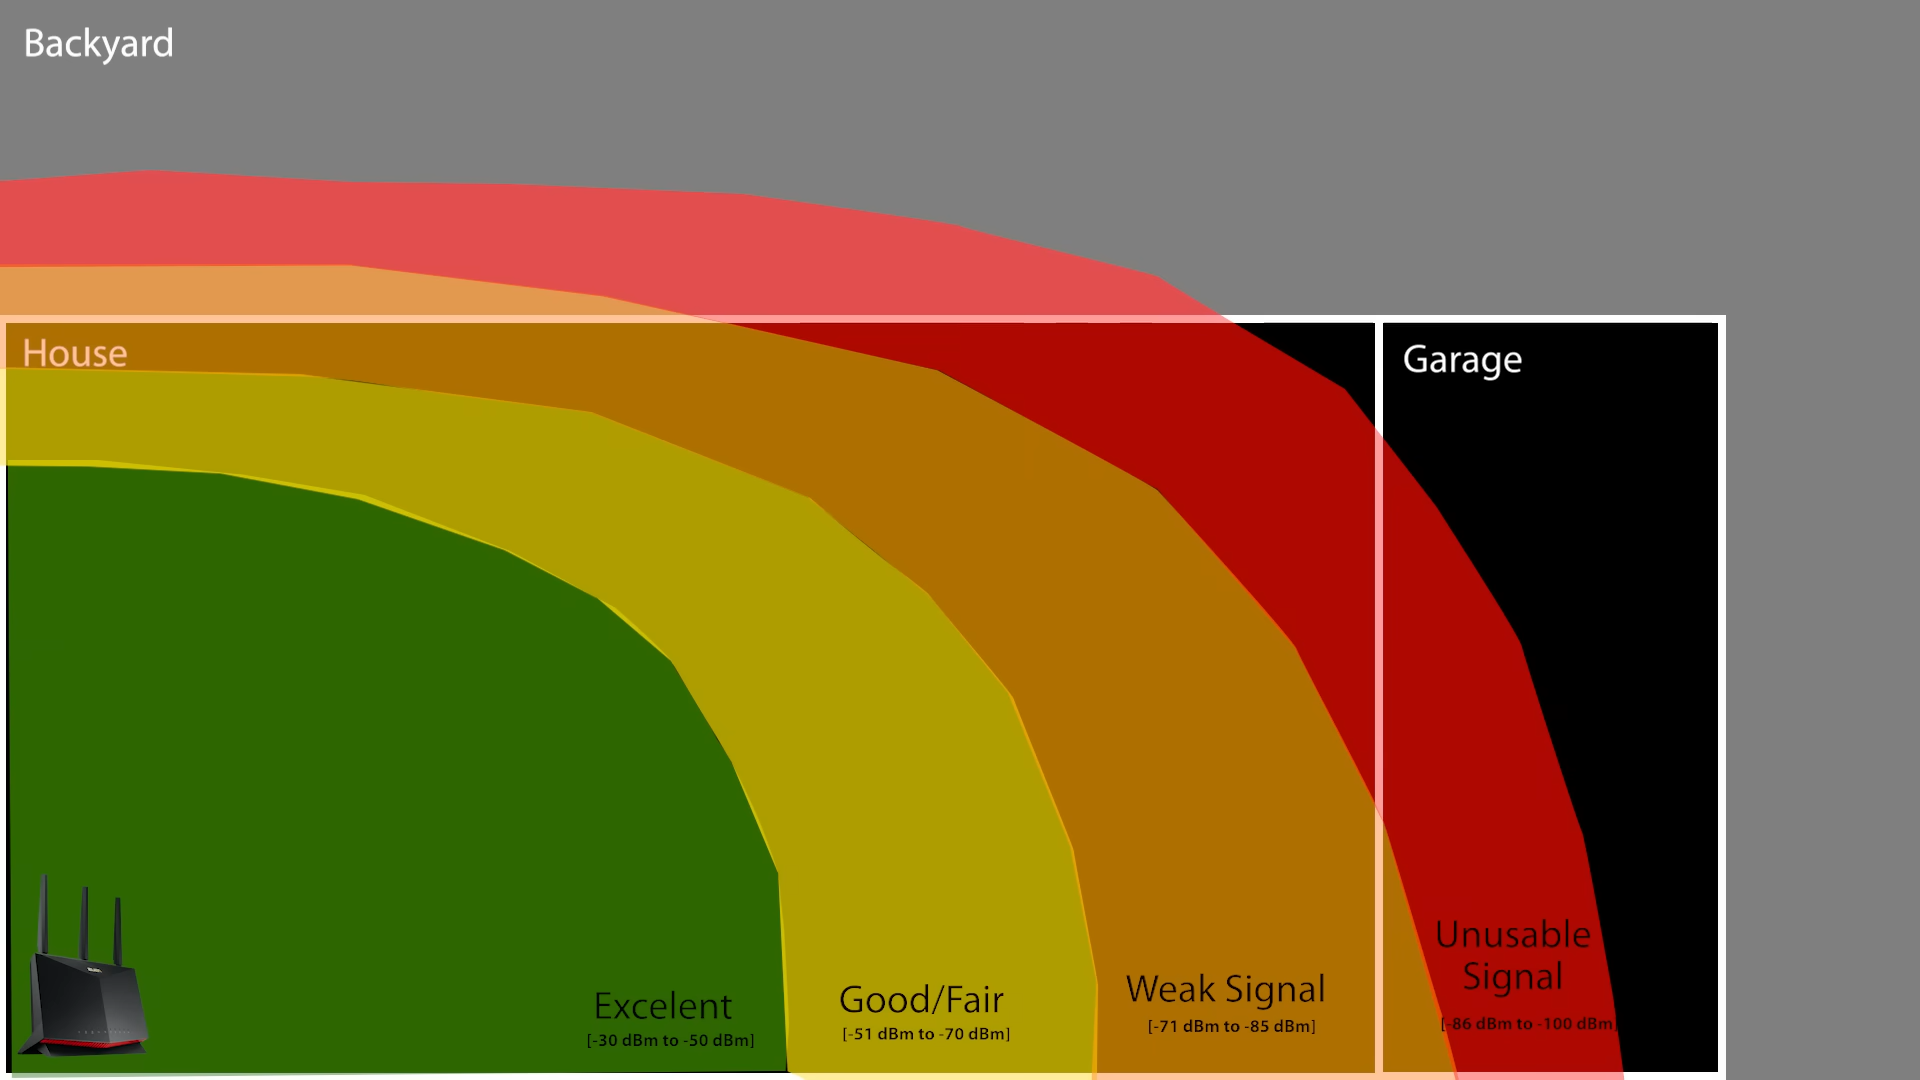 Backyard
House
Garage
Excelent
[-30 dBm to -50 dBm]
Good/Fair
[-51 dBm to -70 dBm]
Weak Signal
[-71 dBm to -85 dBm]
Unusable
Signal
[-86 dBm to -100 dBm]